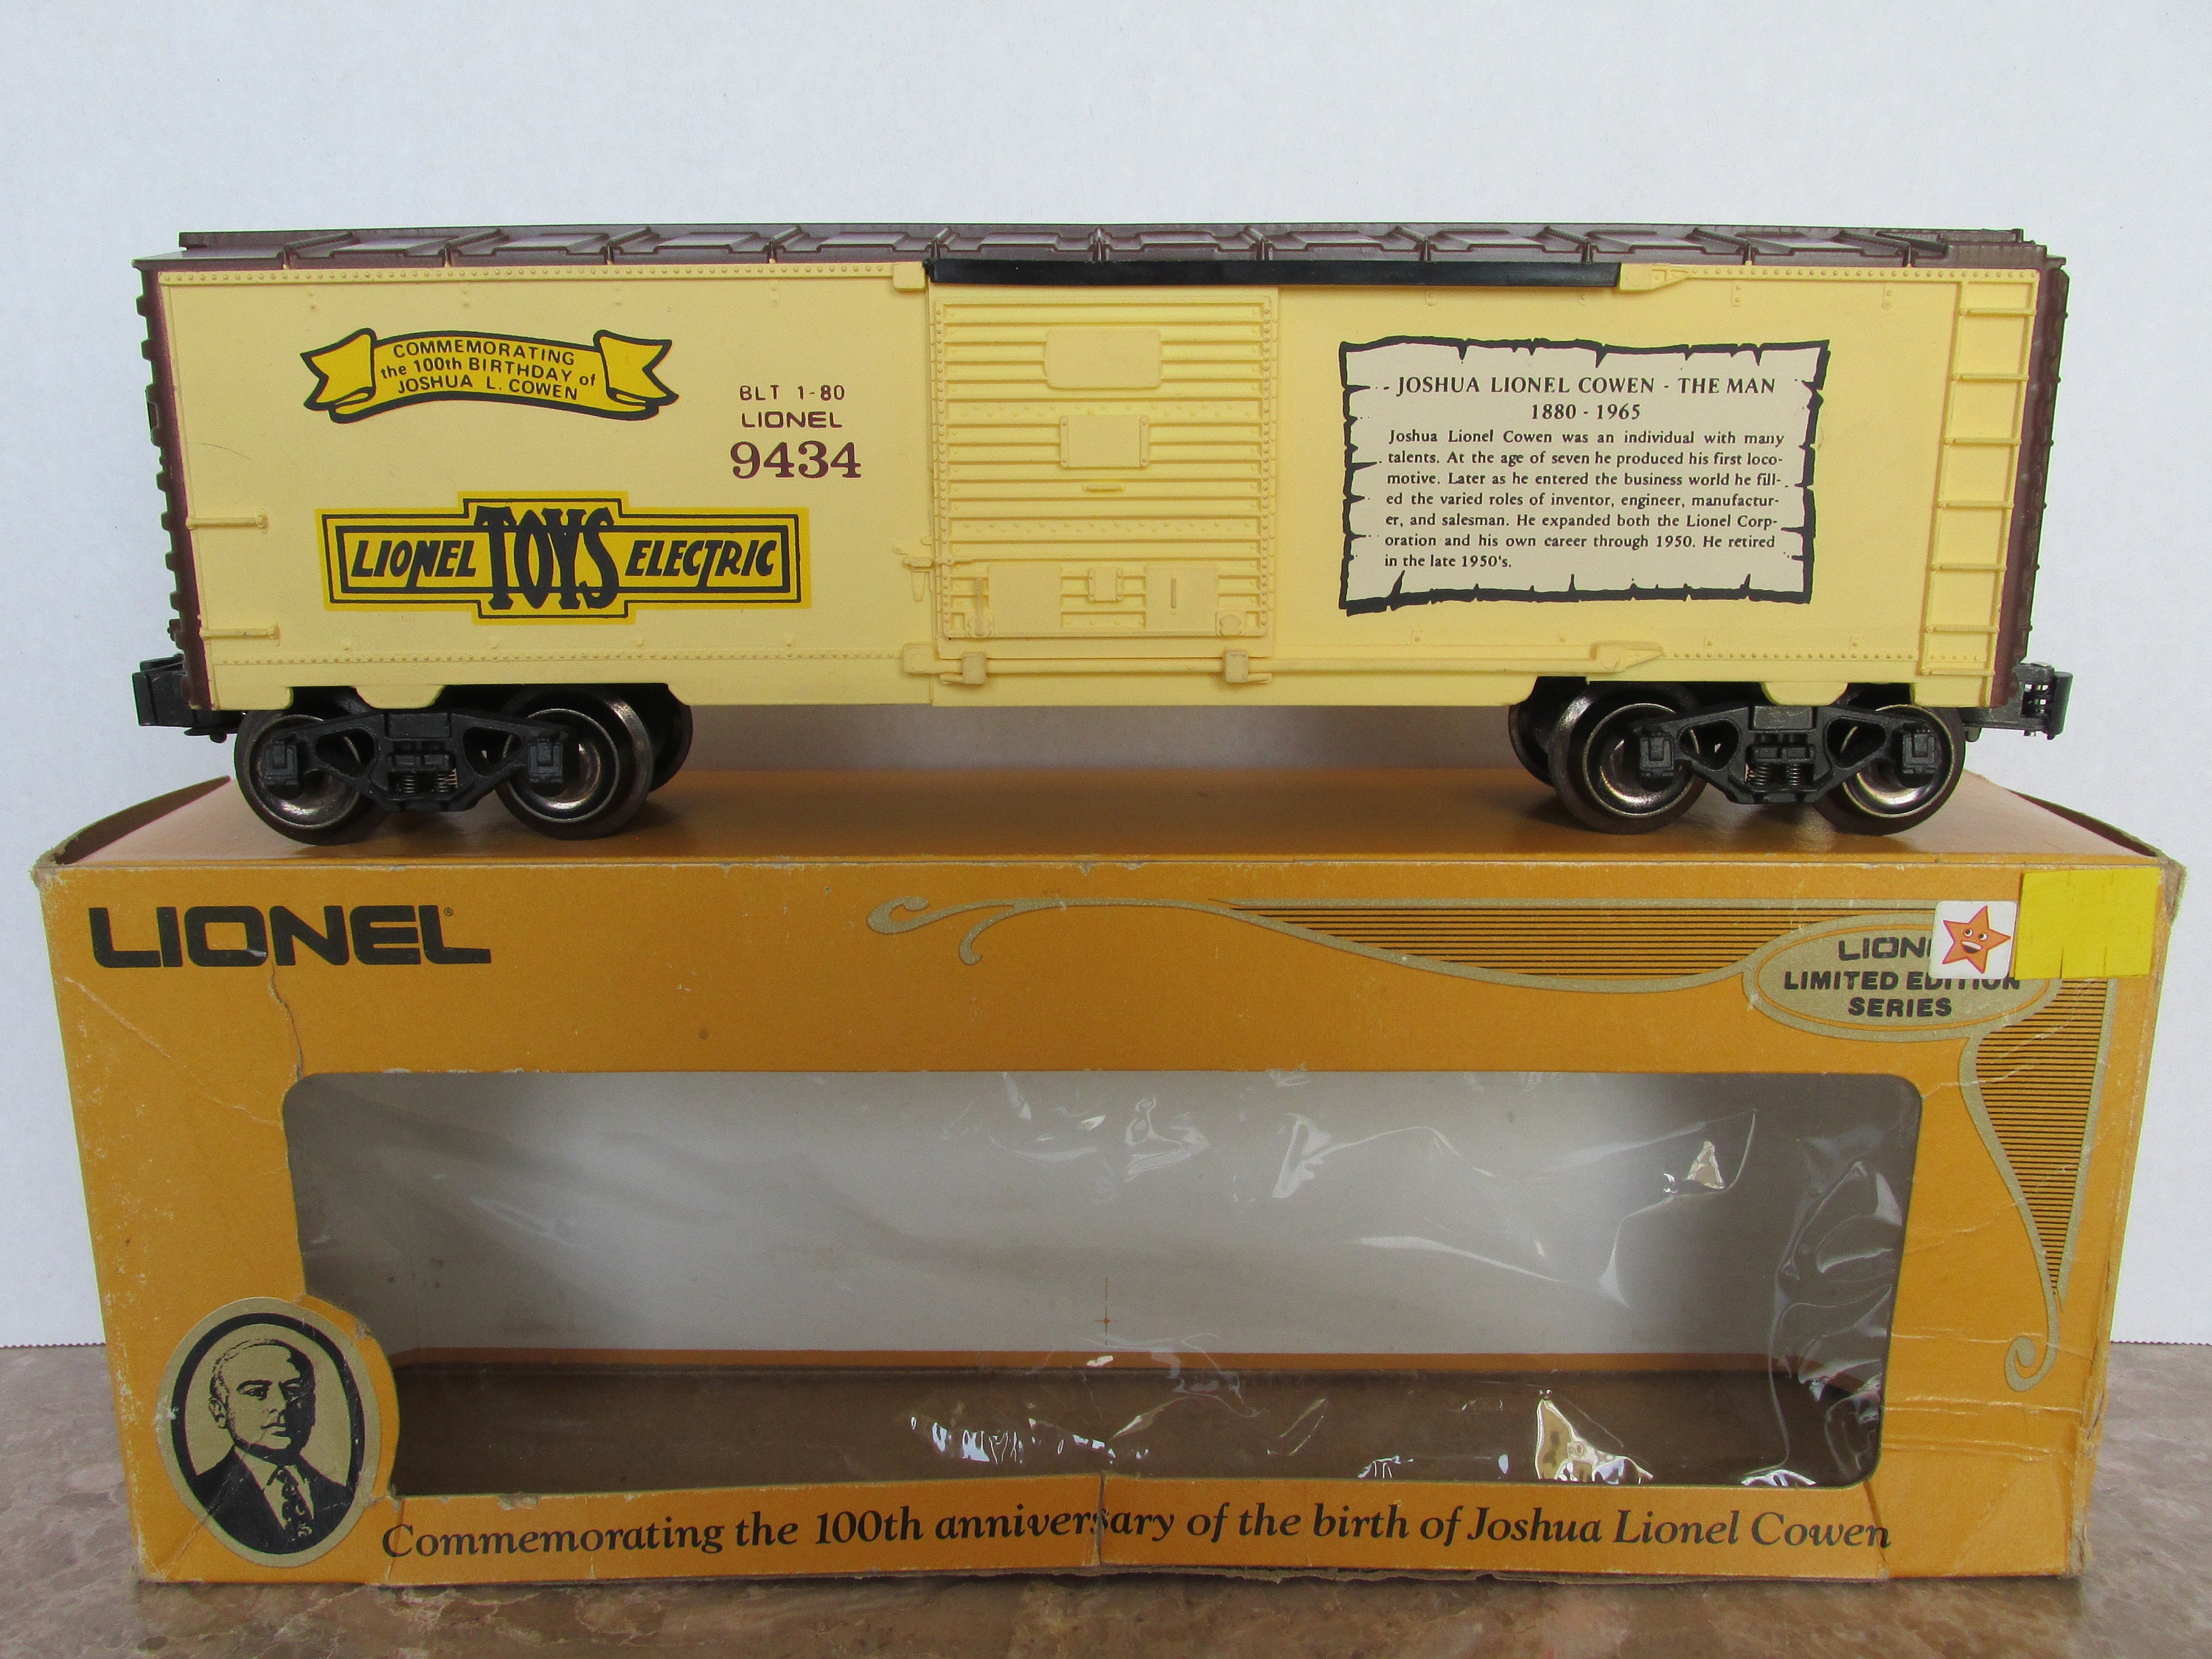 COMMEMORATING
the 100th BIRTHDAY of
JOSHUA L. COWEN
BLT 1-80
LIONEL
9434
LIONEL TOYS ELECTRIC
JOSHUA LIONEL COWEN - THE MAN
1880 - 1965
Joshua Lionel Cowen was an individual with many
talents. At the age of seven he produced his first loco-
motive. Later as he entered the business world he fill-
ed the varied roles of inventor, engineer, manufactur-
er, and salesman. He expanded both the Lionel Corp-
oration and his own career through 1950. He retired
in the late 1950's.
LIONEL®
LION
LIMITED EDITION
SERIES
Commemorating the 100th anniversary of the birth of Joshua Lionel Cowen